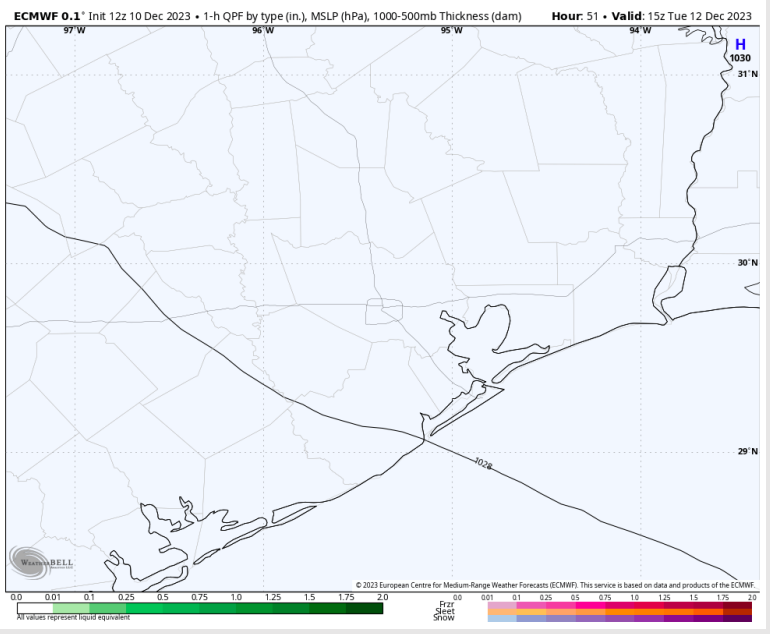 ECMWF 0.1° Init 12z 10 Dec 2023 • 1-h QPF by type (in.), MSLP (hPa), 1000-500mb Thickness (dam) Hour: 51 • Valid: 15z Tue 12 Dec 2023
97°W 96°W 95°W 94°W
H
1030
31°N
30°N
29°N
1028
WEATHERBELL
© 2023 European Centre for Medium-Range Weather Forecasts (ECMWF). This service is based on data and products of the ECMWF.
0.0 0.01 0.1 0.25 0.5 0.75 1.0 1.25 1.5 1.75 2.0 0.0 0.01 0.1 0.25 0.5 0.75 1.0 1.25 1.5 1.75 2.0
Frzr
Sleet
Snow
All values represent liquid equivalent